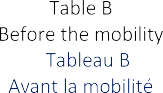 Table B
Before the mobility
Tableau B
Avant la mobilité